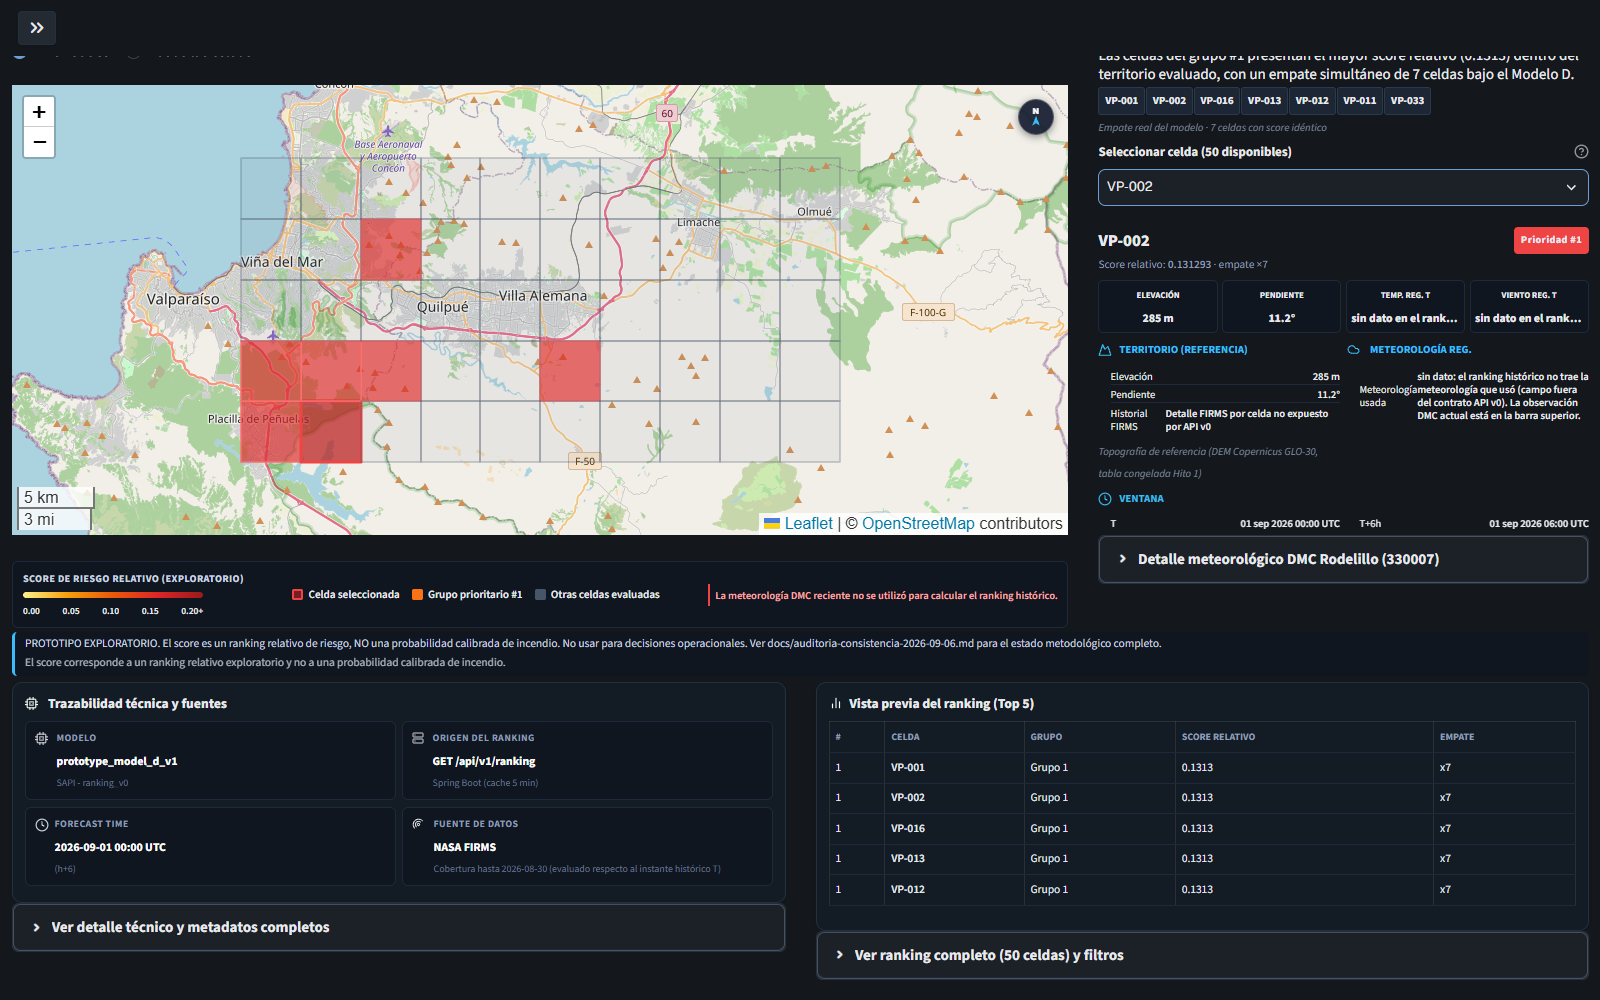 Las celdas del grupo #1 presentan el mayor score relativo (0.1313) dentro del
territorio evaluado, con un empate simultáneo de 7 celdas bajo el Modelo D.
VP-001 VP-002 VP-016 VP-013 VP-012 VP-011 VP-033
Empate real del modelo · 7 celdas con score idéntico
Seleccionar celda (50 disponibles)
VP-002
VP-002
Prioridad #1
Score relativo: 0.131293 · empate ×7
ELEVACIÓN
285 m
PENDIENTE
11.2°
TEMP. REG. T
sin dato en el rank...
VIENTO REG. T
sin dato en el rank...
TERRITORIO (REFERENCIA)
Elevación 285 m
Pendiente 11.2°
Historial FIRMS
Detalle FIRMS por celda no expuesto
por API v0
Topografía de referencia (DEM Copernicus GLO-30,
tabla congelada Hito 1)
METEOROLOGÍA REG.
Meteorología
usada
sin dato: el ranking histórico no trae la
meteorología que usó (campo fuera
del contrato API v0). La observación
DMC actual está en la barra superior.
VENTANA
T 01 sep 2026 00:00 UTC T+6h 01 sep 2026 06:00 UTC
Detalle meteorológico DMC Rodelillo (330007)
+
−
N
Concón
60
Base Aeronaval
y Aeropuerto
Concón
Olmué
Limache
Viña del Mar
Valparaíso
Villa Alemana
Quilpué
F-100-G
Placilla de Peñuelas
F-50
5 km
3 mi
Leaflet | © OpenStreetMap contributors
SCORE DE RIESGO RELATIVO (EXPLORATORIO)
0.00 0.05 0.10 0.15 0.20+
Celda seleccionada
Grupo prioritario #1
Otras celdas evaluadas
La meteorología DMC reciente no se utilizó para calcular el ranking histórico.
PROTOTIPO EXPLORATORIO. El score es un ranking relativo de riesgo, NO una probabilidad calibrada de incendio. No usar para decisiones operacionales. Ver docs/auditoria-consistencia-2026-09-06.md para el estado metodológico completo.
El score corresponde a un ranking relativo exploratorio y no a una probabilidad calibrada de incendio.
Trazabilidad técnica y fuentes
MODELO
prototype_model_d_v1
SAPI - ranking_v0
ORIGEN DEL RANKING
GET /api/v1/ranking
Spring Boot (cache 5 min)
FORECAST TIME
2026-09-01 00:00 UTC
(h+6)
FUENTE DE DATOS
NASA FIRMS
Cobertura hasta 2026-08-30 (evaluado respecto al instante histórico T)
Ver detalle técnico y metadatos completos
Vista previa del ranking (Top 5)
# CELDA GRUPO SCORE RELATIVO EMPATE
1 VP-001 Grupo 1 0.1313 x7
1 VP-002 Grupo 1 0.1313 x7
1 VP-016 Grupo 1 0.1313 x7
1 VP-013 Grupo 1 0.1313 x7
1 VP-012 Grupo 1 0.1313 x7
Ver ranking completo (50 celdas) y filtros